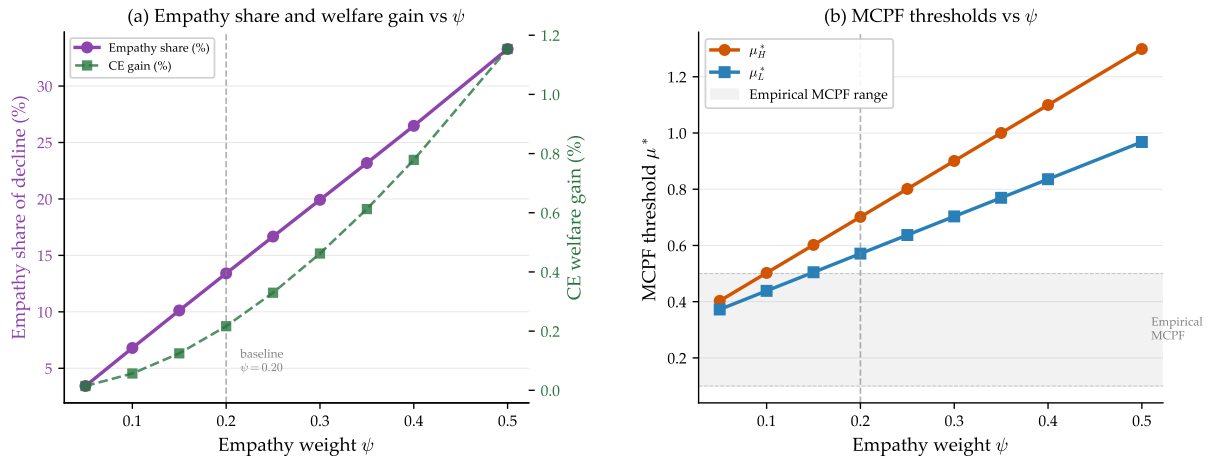 (a) Empathy share and welfare gain vs ψ
Empathy share (%)
CE gain (%)
Empathy share of decline (%)
30
25
20
15
10
5
1.2
1.0
0.8
0.6
0.4
0.2
0.0
CE welfare gain (%)
baseline
ψ = 0.20
0.1
0.2
0.3
0.4
0.5
Empathy weight ψ
(b) MCPF thresholds vs ψ
μ*H
μ*L
Empirical MCPF range
MCPF threshold μ*
1.2
1.0
0.8
0.6
0.4
0.2
Empirical
MCPF
0.1
0.2
0.3
0.4
0.5
Empathy weight ψ